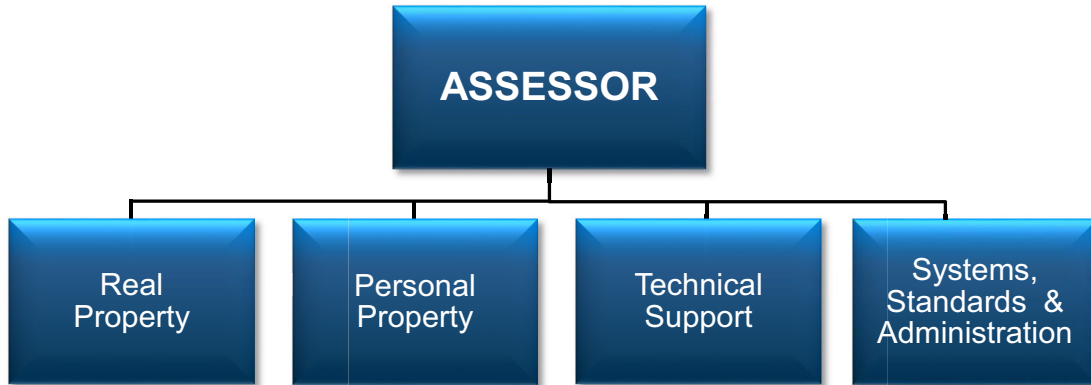 ASSESSOR
Real
Property
Personal
Property
Technical
Support
Systems,
Standards &
Administration